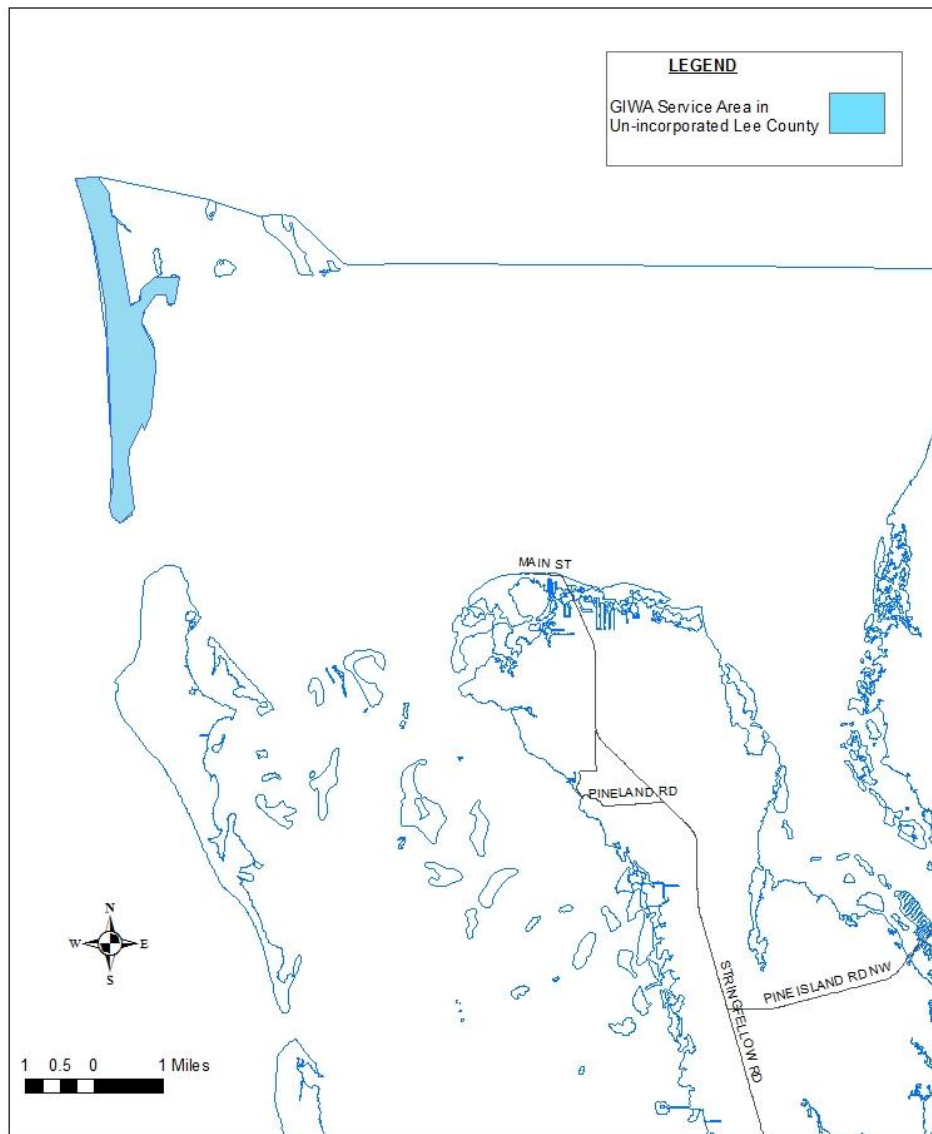 LEGEND
GIWA Service Area in
Un-incorporated Lee County
MAIN ST
PINELAND RD
N
W E
S
STRINGFELLOW RD
PINE ISLAND RD NW
1 0.5 0 1 Miles